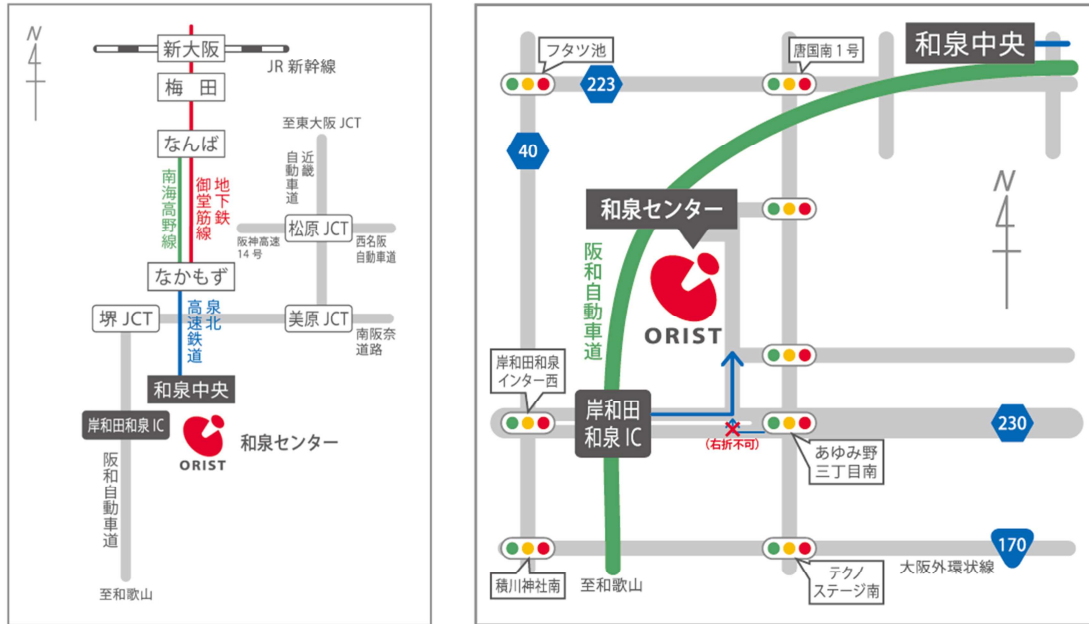 N
新大阪
JR 新幹線
梅 田
至東大阪 JCT
なんば
近畿
自動車道
南海高野線
地下鉄
御堂筋線
松原 JCT
阪神高速
14 号
西名阪
自動車道
なかもず
堺 JCT
泉北
高速鉄道
美原 JCT
南阪奈
道路
和泉中央
岸和田和泉 IC
ORIST
和泉センター
阪和自動車道
至和歌山
フタツ池
唐国南 1 号
和泉中央
223
40
N
和泉センター
阪和自動車道
ORIST
岸和田和泉
インター西
岸和田
和泉 IC
(右折不可)
230
あゆみ野
三丁目南
170
大阪外環状線
積川神社南
至和歌山
テクノ
ステージ南